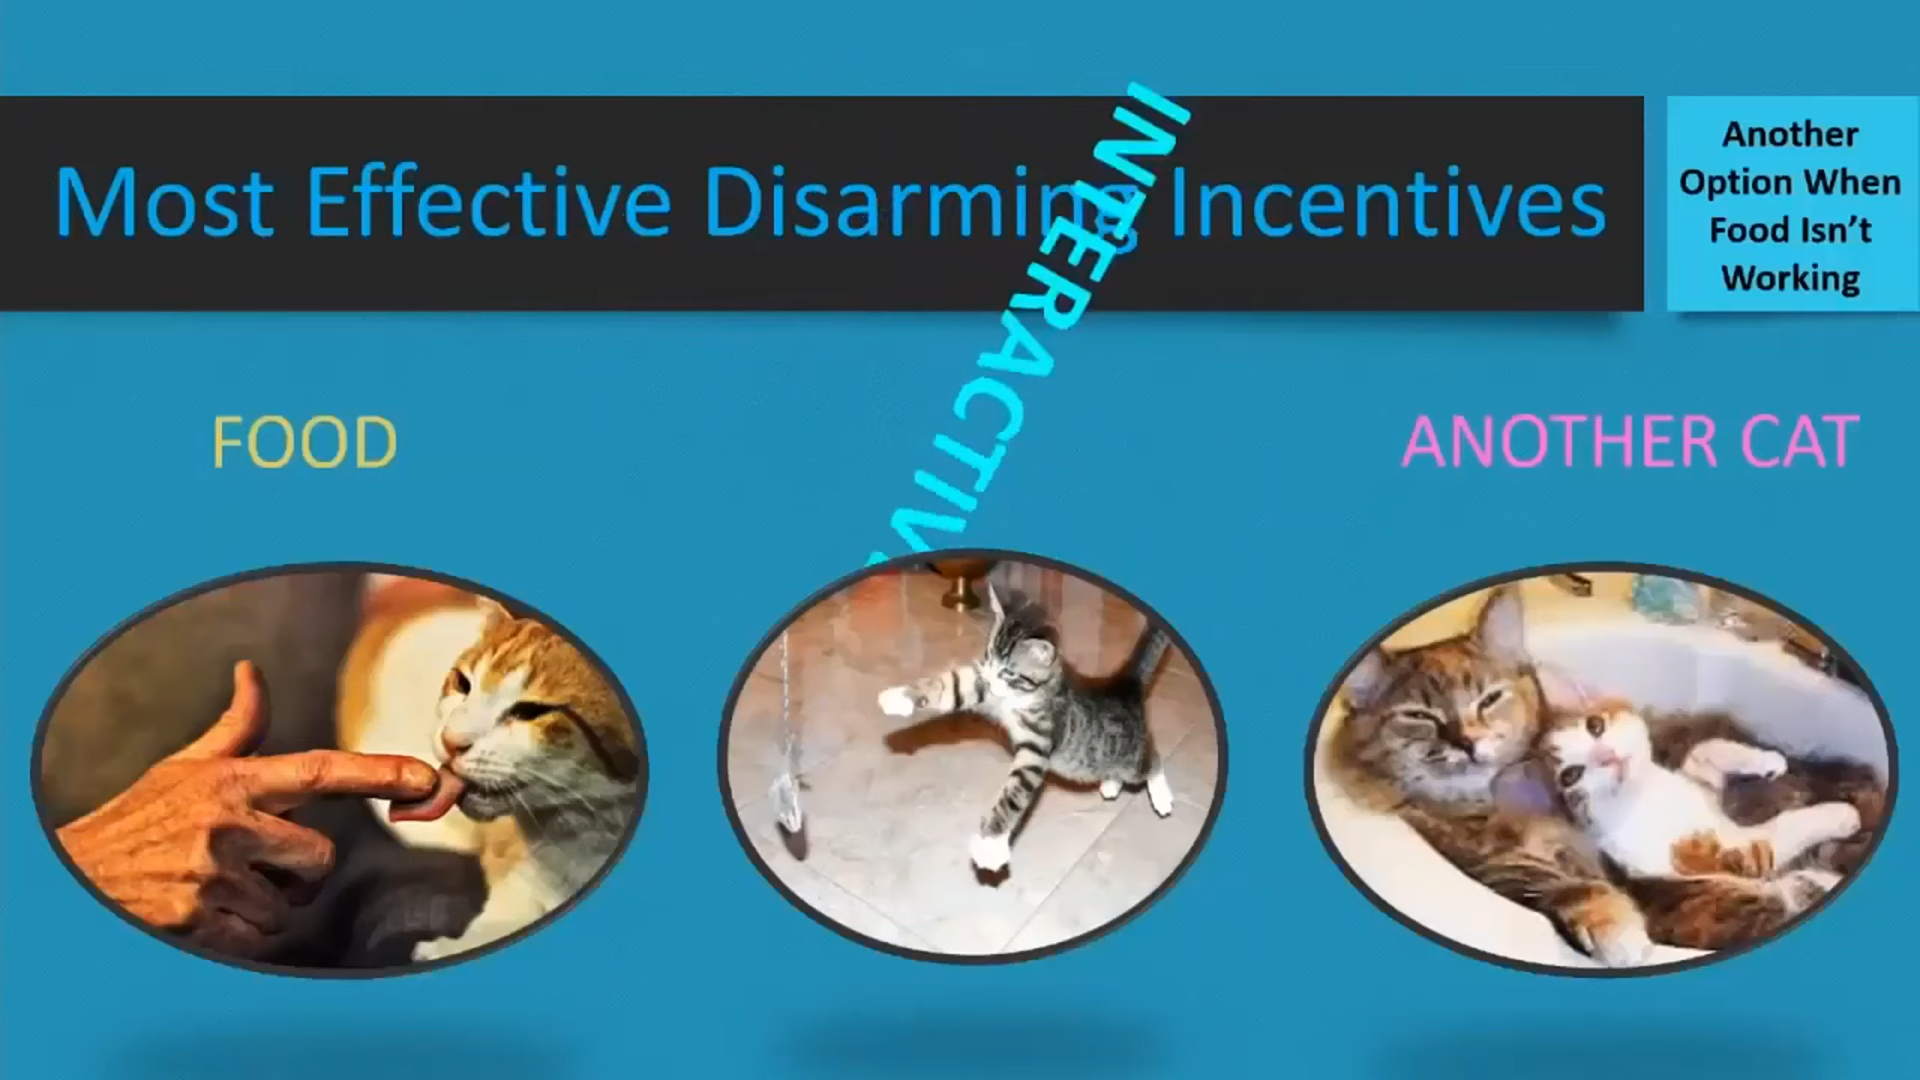 Most Effective Disarming Incentives
Another
Option When
Food Isn't
Working
INTERACTIV
FOOD
ANOTHER CAT